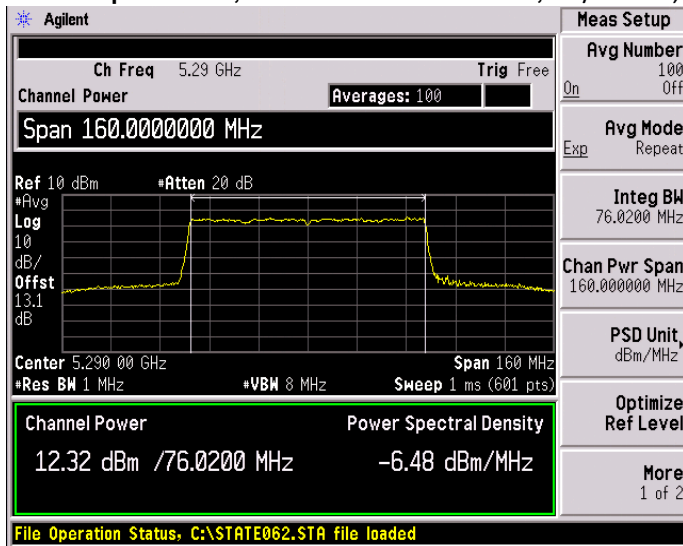 Agilent
Ch Freq 5.29 GHz Trig Free
Channel Power Averages: 100
Span 160.0000000 MHz
Ref 10 dBm #Atten 20 dB
#Avg
Log
10
dB/
Offst
13.1
dB
Center 5.290 00 GHz Span 160 MHz
#Res BW 1 MHz #VBW 8 MHz Sweep 1 ms (601 pts)
Channel Power Power Spectral Density
12.32 dBm /76.0200 MHz -6.48 dBm/MHz
File Operation Status, C:\STATE062.STA file loaded
Meas Setup
Avg Number
100
On Off
Avg Mode
Exp Repeat
Integ BW
76.0200 MHz
Chan Pwr Span
160.000000 MHz
PSD Unit
dBm/MHz
Optimize
Ref Level
More
1 of 2